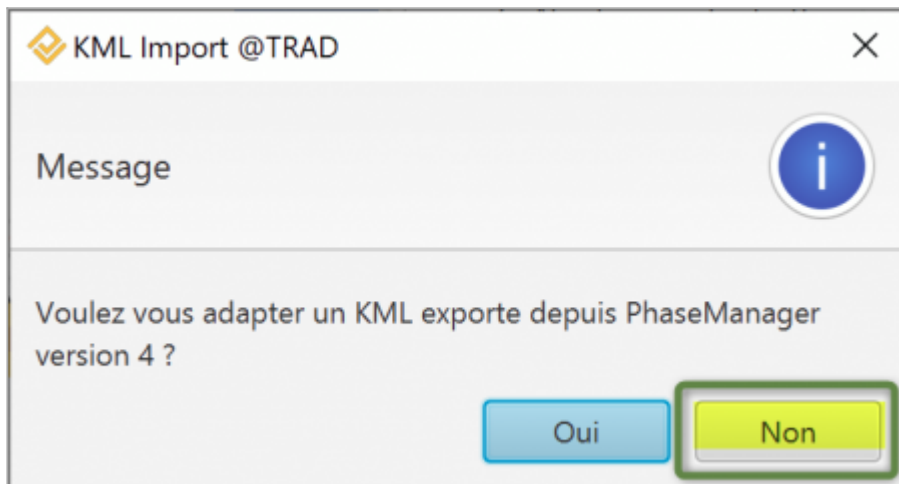 KML Import @TRAD
Message
i
Voulez vous adapter un KML exporte depuis PhaseManager
version 4 ?
Oui Non